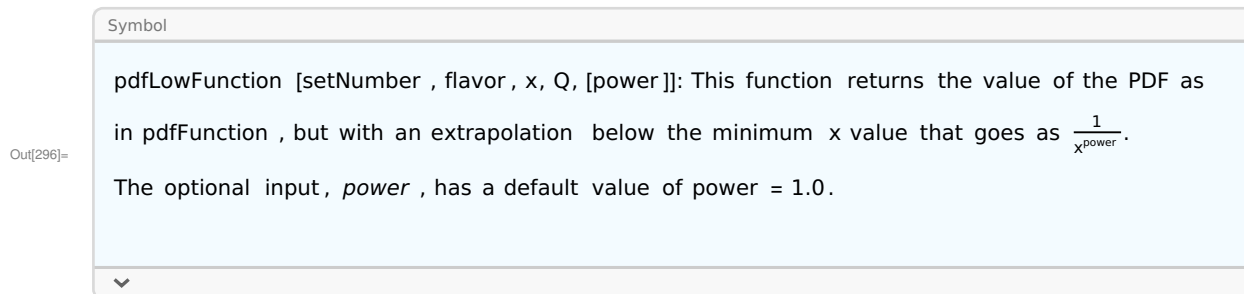 Symbol
pdfLowFunction [setNumber , flavor , x, Q, [power ]]: This function returns the value of the PDF as
Out[296]= in pdfFunction , but with an extrapolation below the minimum x value that goes as 1/x^power.
The optional input , power , has a default value of power = 1.0.